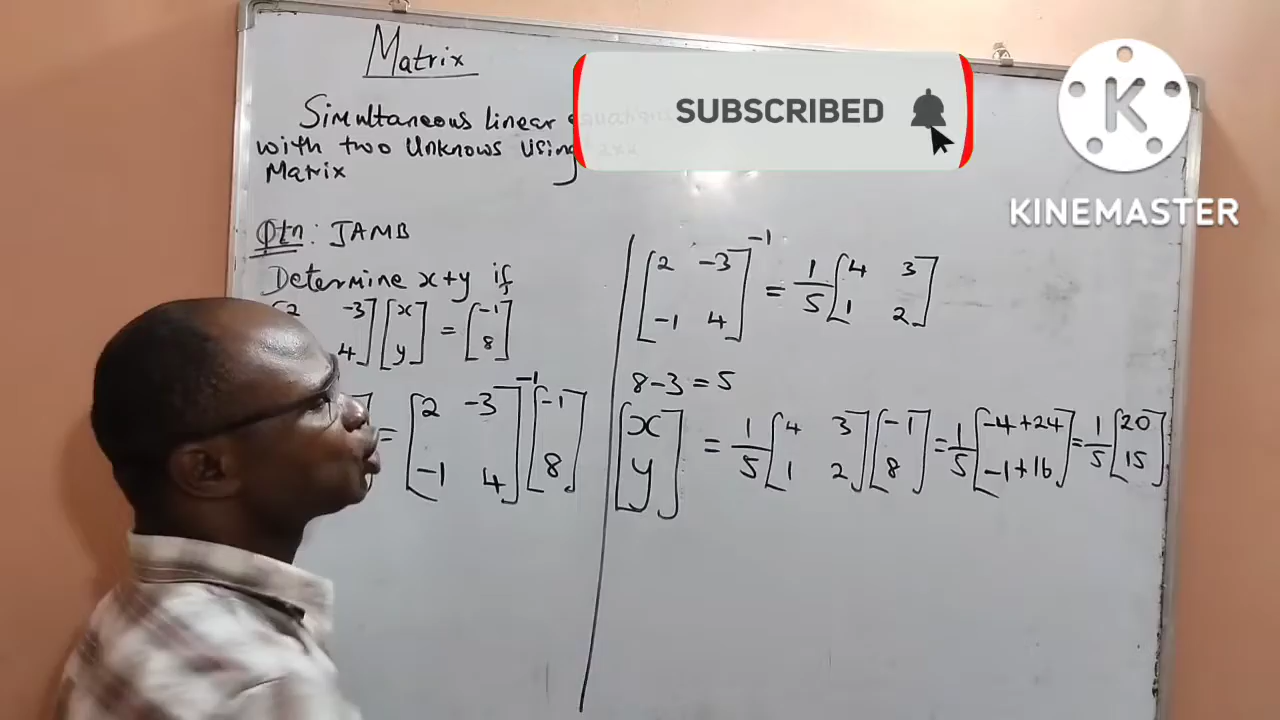 Matrix
SUBSCRIBED
KINEMASTER
Simultaneous linear equations
with two Unknows Using 2x2
Matrix
Qtn: JAMB
Determine x+y if
[2 -3] [x] = [-1]
[ 4] [y] [8]
= [2 -3]⁻¹ [-1]
[-1 4] [8]
[2 -3]⁻¹ = 1/5 [4 3]
[-1 4] [1 2]
8-3=5
[x] = 1/5 [4 3] [-1] = 1/5 [-4+24] = 1/5 [20]
[y] [1 2] [8] [-1+16] [15]